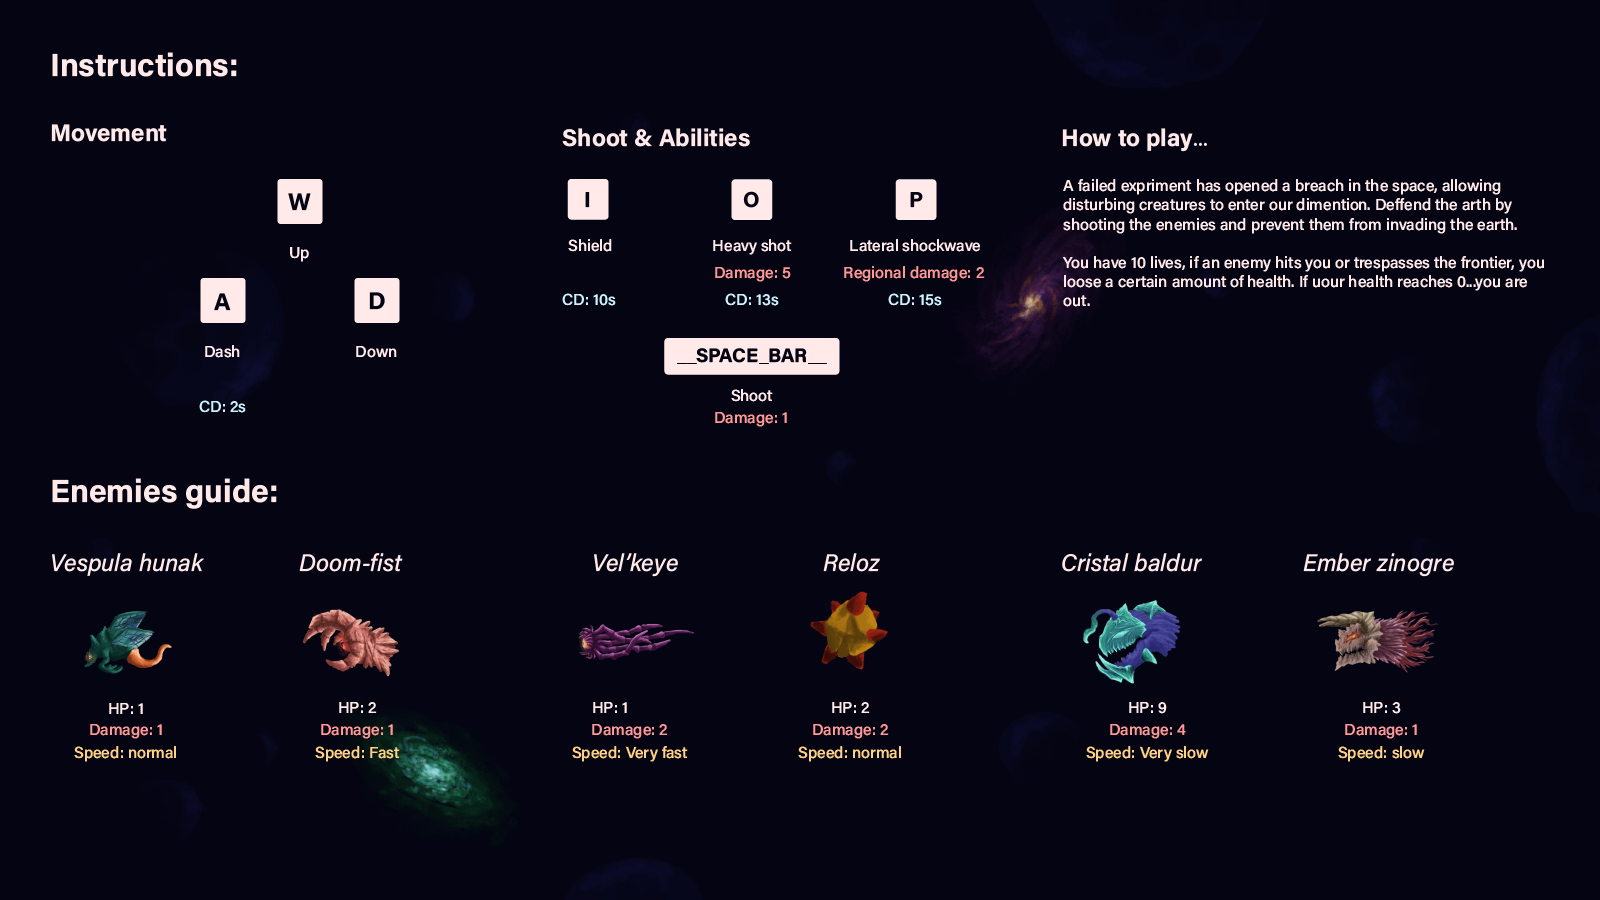 Instructions:
Movement
W
Up
A
D
Dash
Down
CD: 2s
Shoot & Abilities
I
O
P
Shield
Heavy shot
Lateral shockwave
Damage: 5
Regional damage: 2
CD: 10s
CD: 13s
CD: 15s
__SPACE_BAR__
Shoot
Damage: 1
How to play...
A failed expriment has opened a breach in the space, allowing
disturbing creatures to enter our dimention. Deffend the arth by
shooting the enemies and prevent them from invading the earth.
You have 10 lives, if an enemy hits you or trespasses the frontier, you
loose a certain amount of health. If uour health reaches 0...you are
out.
Enemies guide:
Vespula hunak
Doom-fist
Vel'keye
Reloz
Cristal baldur
Ember zinogre
HP: 1
HP: 2
HP: 1
HP: 2
HP: 9
HP: 3
Damage: 1
Damage: 1
Damage: 2
Damage: 2
Damage: 4
Damage: 1
Speed: normal
Speed: Fast
Speed: Very fast
Speed: normal
Speed: Very slow
Speed: slow